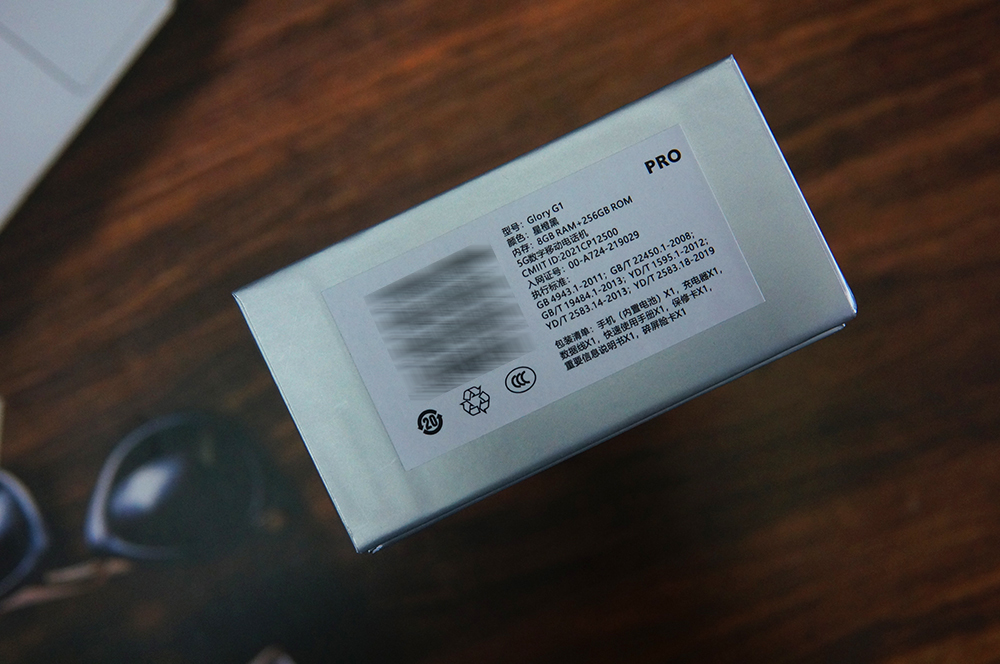 PRO
型号：Glory G1
颜色：星橙黑
内存：8GB RAM+256GB ROM
5G数字移动电话机
CMIIT ID:2021CP12500
入网证号：00-A724-219029
执行标准：
GB 4943.1-2011; GB/T 22450.1-2008;
GB/T 19484.1-2013; YD/T 1595.1-2012;
YD/T 2583.14-2013; YD/T 2583.18-2019
包装清单：手机（内置电池）X1，充电器X1，
数据线X1，快速使用手册X1，保修卡X1，
重要信息说明书X1，碎屏险卡X1
20
CCC